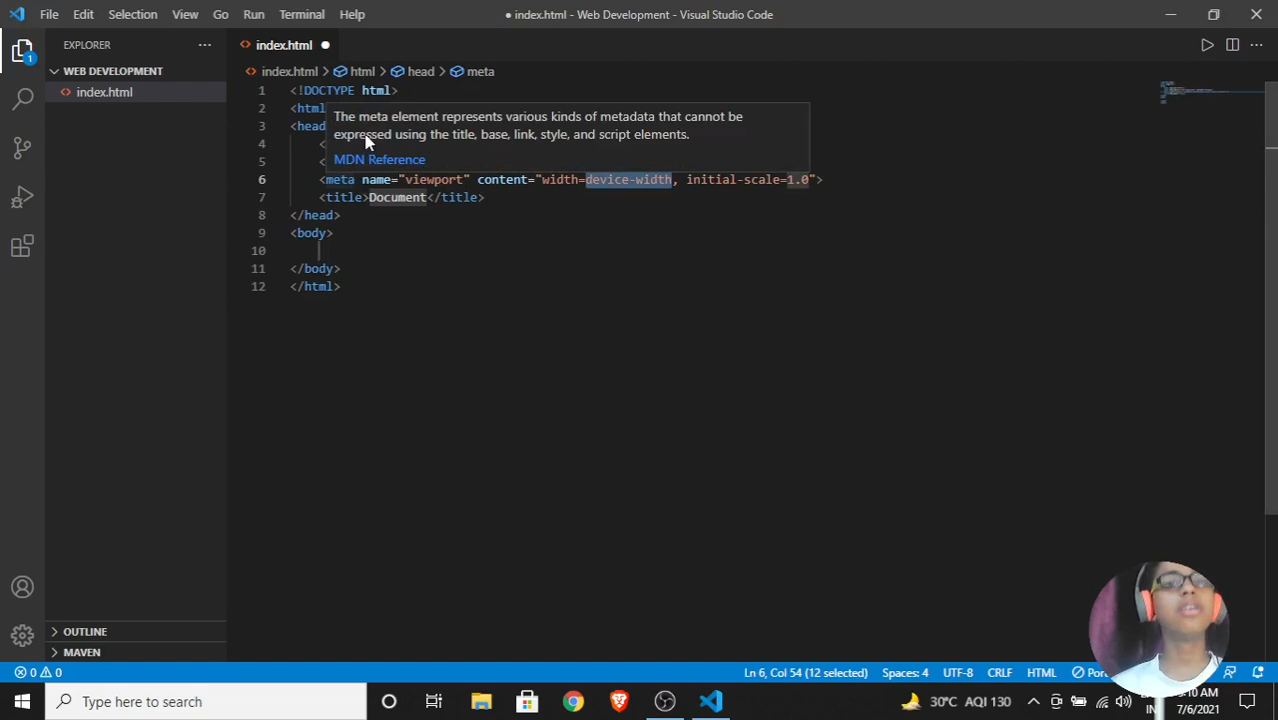 File Edit Selection View Go Run Terminal Help
● index.html - Web Development - Visual Studio Code
EXPLORER
index.html
WEB DEVELOPMENT
index.html > html > head > meta
index.html
1 <!DOCTYPE html>
2 <html
3 <head
The meta element represents various kinds of metadata that cannot be
expressed using the title, base, link, style, and script elements.
MDN Reference
4 <
5 <
6 <meta name="viewport" content="width=device-width, initial-scale=1.0">
7 <title>Document</title>
8 </head>
9 <body>
10
11 </body>
12 </html>
1
OUTLINE
MAVEN
0 0
Ln 6, Col 54 (12 selected) Spaces: 4 UTF-8 CRLF HTML
Type here to search
30°C AQI 130
7/6/2021